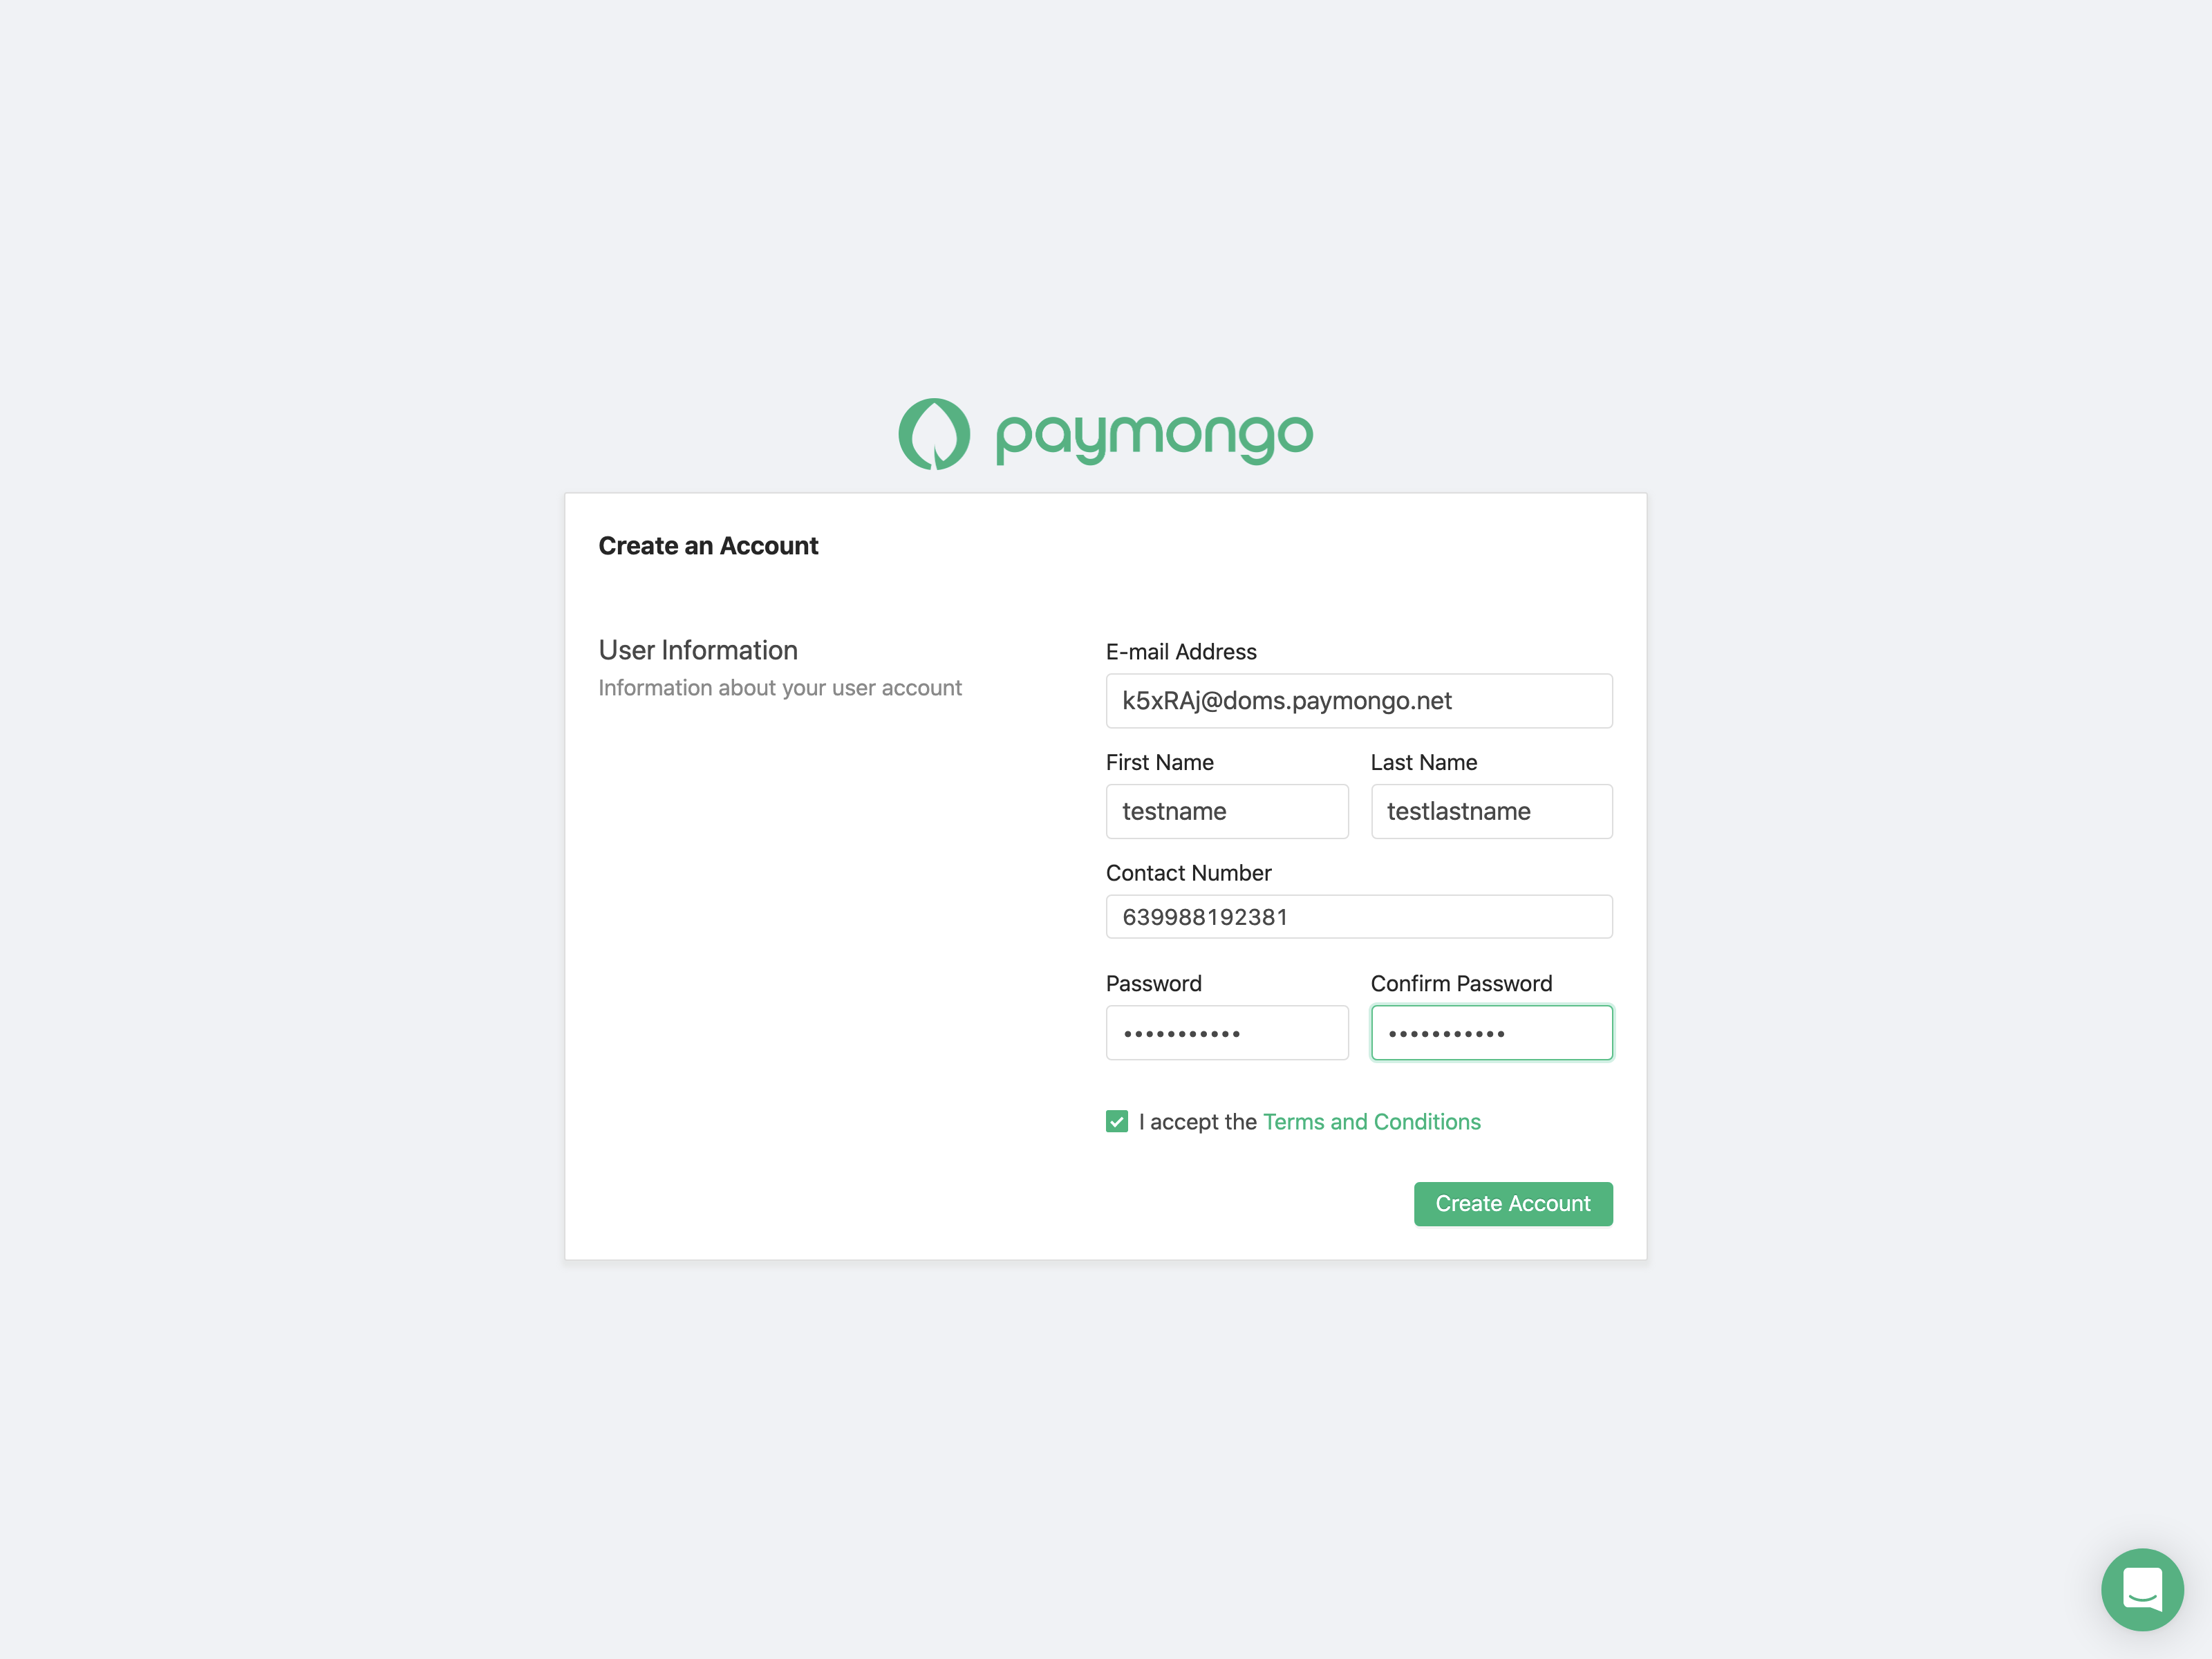 paymongo
Create an Account
User Information
Information about your user account
E-mail Address
k5xRAj@doms.paymongo.net
First Name
Last Name
testname
testlastname
Contact Number
639988192381
Password
Confirm Password
•••••••••••
•••••••••••
I accept the Terms and Conditions
Create Account